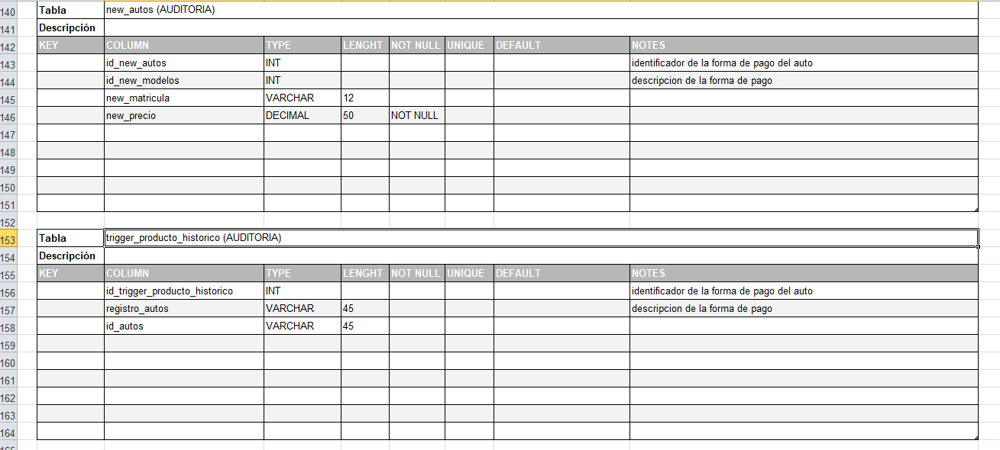 140 Tabla new_autos (AUDITORIA)
141 Descripción
142 KEY COLUMN TYPE LENGHT NOT NULL UNIQUE DEFAULT NOTES
143 id_new_autos INT identificador de la forma de pago del auto
144 id_new_modelos INT descripcion de la forma de pago
145 new_matricula VARCHAR 12
146 new_precio DECIMAL 50 NOT NULL
147
148
149
150
151
152
153 Tabla trigger_producto_historico (AUDITORIA)
154 Descripción
155 KEY COLUMN TYPE LENGHT NOT NULL UNIQUE DEFAULT NOTES
156 id_trigger_producto_historico INT identificador de la forma de pago del auto
157 registro_autos VARCHAR 45 descripcion de la forma de pago
158 id_autos VARCHAR 45
159
160
161
162
163
164
165